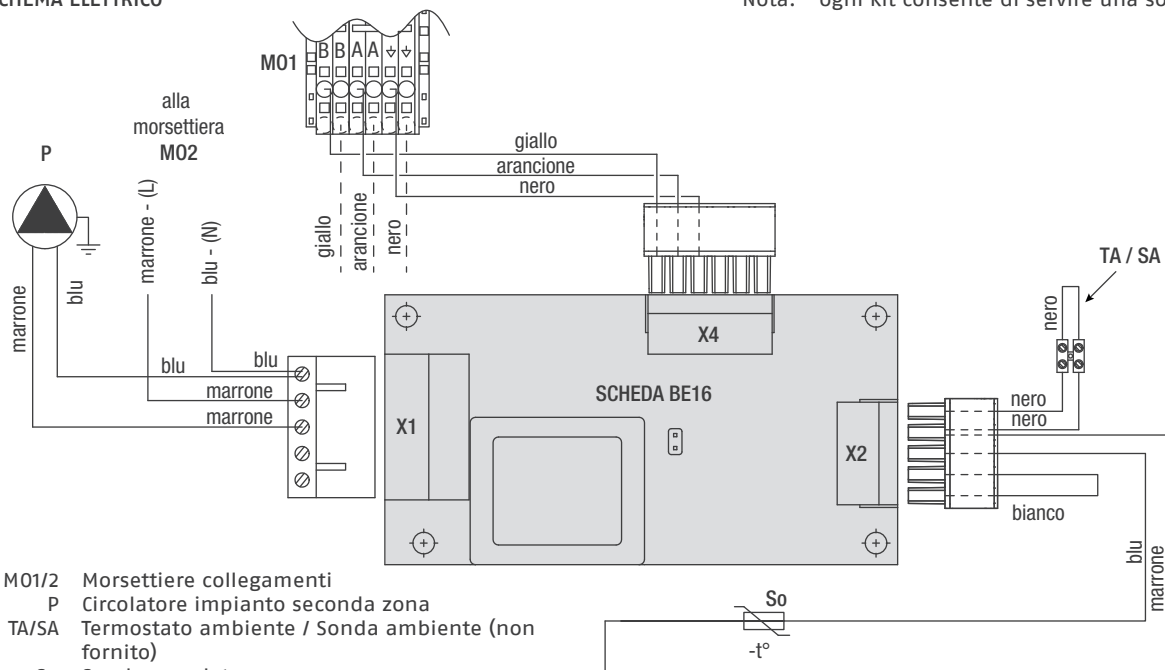 SCHEMA ELETTRICO
Nota: ogni kit consente di servire una so
M01
B B A A
alla
morsettiera
M02
P
marrone - (L)
blu - (N)
giallo
arancione
nero
giallo
arancione
nero
marrone
blu
blu
blu
marrone
marrone
X1
X4
SCHEDA BE16
X2
TA / SA
nero
nero
nero
bianco
blu
marrone
So
-t°
M01/2 Morsettiere collegamenti
P Circolatore impianto seconda zona
TA/SA Termostato ambiente / Sonda ambiente (non
fornito)